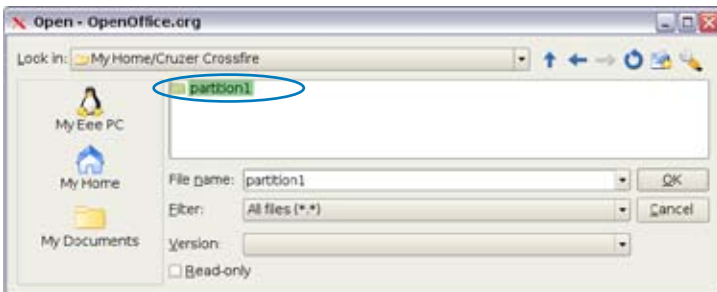 Open - OpenOffice.org
Look in: My Home/Cruzer Crossfire
partition1
My Eee PC
My Home
My Documents
File name: partition1 OK
Filter: All files (*.*) Cancel
Version:
Read-only